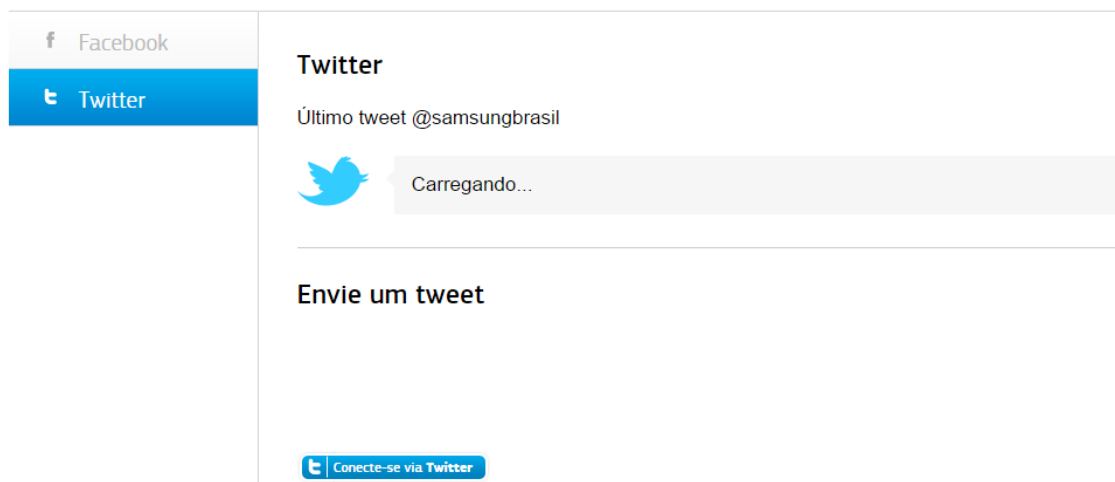 Facebook
Twitter
Twitter
Último tweet @samsungbrasil
Carregando...
Envie um tweet
Conecte-se via Twitter